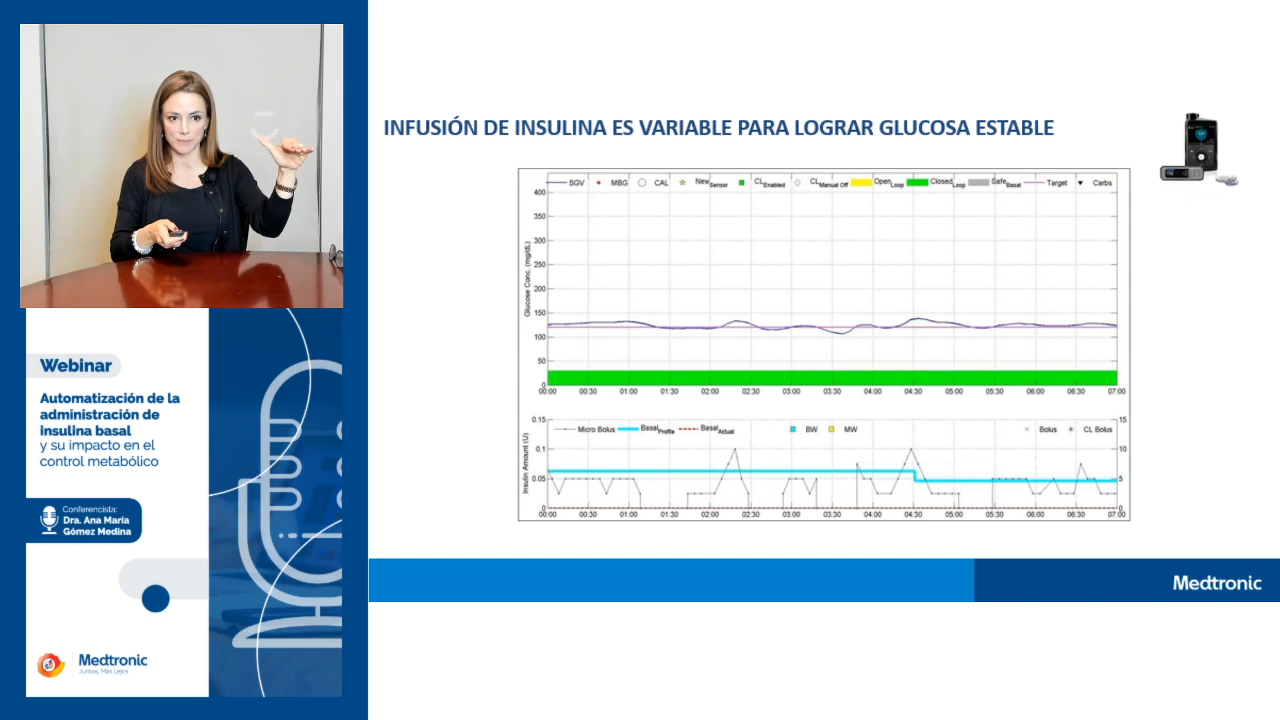 INFUSIÓN DE INSULINA ES VARIABLE PARA LOGRAR GLUCOSA ESTABLE
SGV MBG CAL New Sensor CL Enabled CL Manual Off Open Loop Closed Loop Safe Basal Target Carbs
Glucose Conc. (mg/dL)
400
350
300
250
200
150
100
50
0
00:00 00:30 01:00 01:30 02:00 02:30 03:00 03:30 04:00 04:30 05:00 05:30 06:00 06:30 07:00
Micro Bolus Basal Profile Basal Actual BW MW Bolus CL Bolus
Insulin Amount (U)
0.15 15
0.1 10
0.05 5
0 0
00:00 00:30 01:00 01:30 02:00 02:30 03:00 03:30 04:00 04:30 05:00 05:30 06:00 06:30 07:00
Medtronic
Webinar
Automatización de la
administración de
insulina basal
y su impacto en el
control metabólico
Conferencista:
Dra. Ana María
Gómez Medina
Medtronic
Juntos, Más Lejos